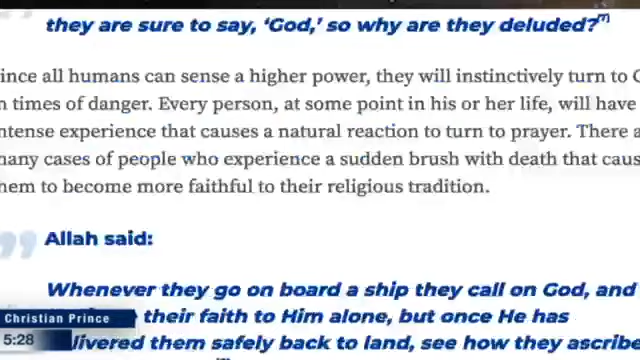 they are sure to say, ‘God,’ so why are they deluded?
ince all humans can sense a higher power, they will instinctively turn to
n times of danger. Every person, at some point in his or her life, will have
ntense experience that causes a natural reaction to turn to prayer. There a
nany cases of people who experience a sudden brush with death that caus
hem to become more faithful to their religious tradition.
Allah said:
Whenever they go on board a ship they call on God, and
their faith to Him alone, but once He has
Christian Prince
livered them safely back to land, see how they ascribe
5:28